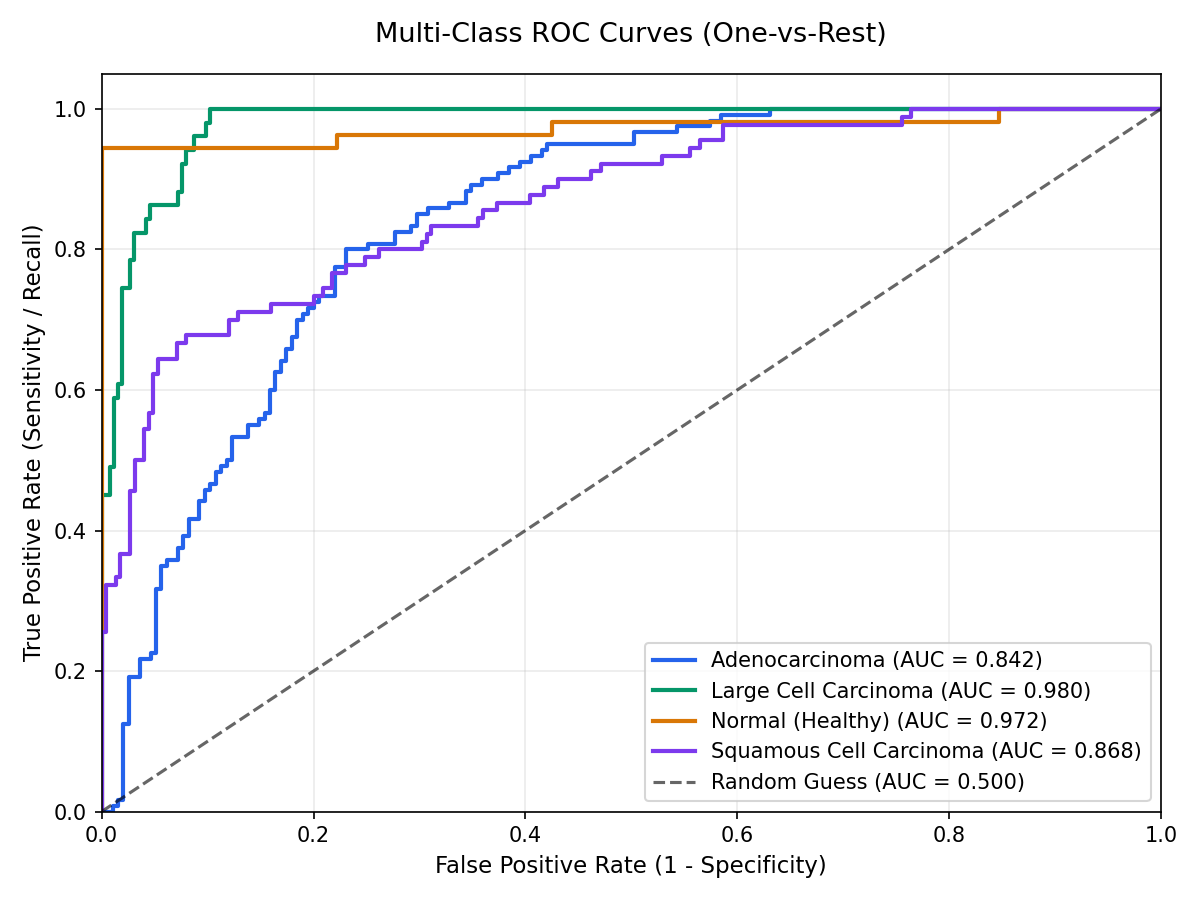 Multi-Class ROC Curves (One-vs-Rest)
True Positive Rate (Sensitivity / Recall)
1.0
0.8
0.6
0.4
0.2
0.0
Adenocarcinoma (AUC = 0.842)
Large Cell Carcinoma (AUC = 0.980)
Normal (Healthy) (AUC = 0.972)
Squamous Cell Carcinoma (AUC = 0.868)
Random Guess (AUC = 0.500)
0.0 0.2 0.4 0.6 0.8 1.0
False Positive Rate (1 - Specificity)